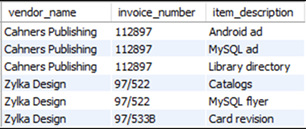 vendor_name invoice_number item_description
Cahners Publishing 112897 Android ad
Cahners Publishing 112897 MySQL ad
Cahners Publishing 112897 Library directory
Zylka Design 97/522 Catalogs
Zylka Design 97/522 MySQL flyer
Zylka Design 97/533B Card revision